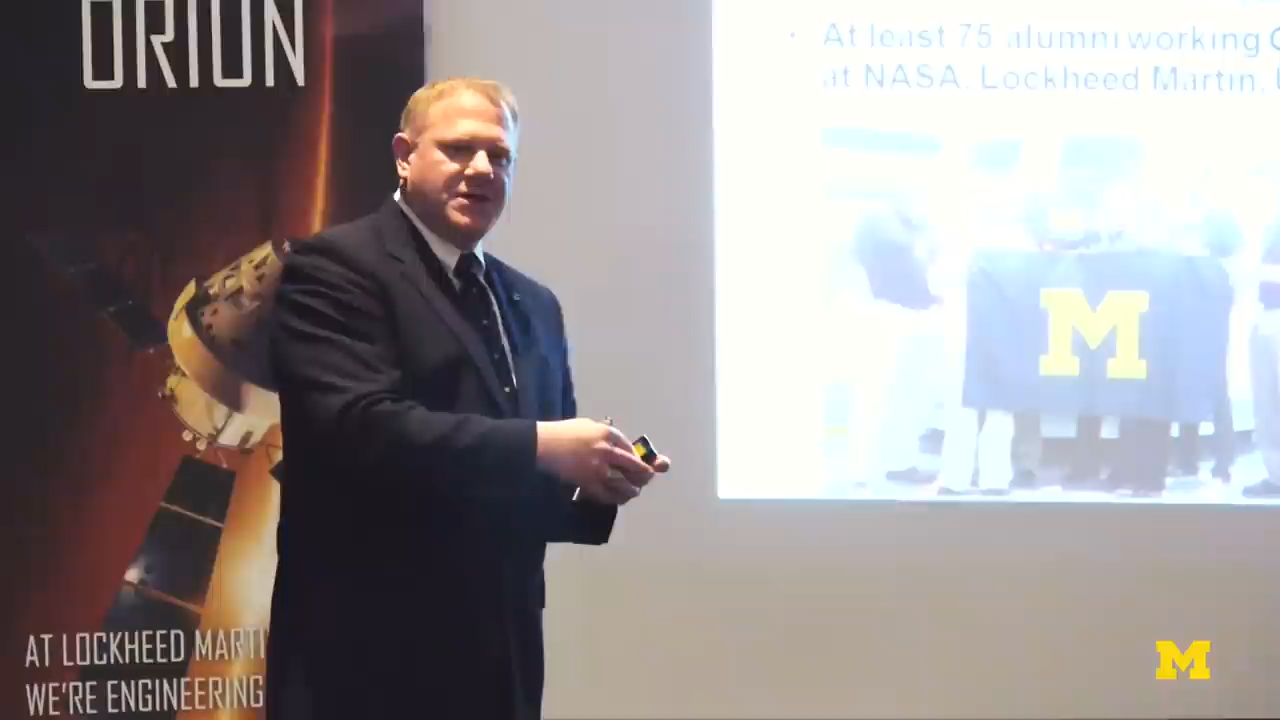 ORION
AT LOCKHEED MARTI
WE'RE ENGINEERING
• At least 75 alumni working
at NASA, Lockheed Martin,
M
M